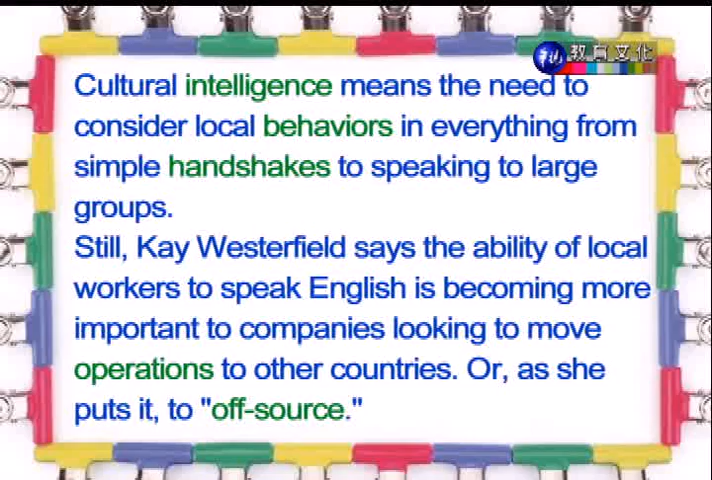 華視 教育文化
Cultural intelligence means the need to
consider local behaviors in everything from
simple handshakes to speaking to large
groups.
Still, Kay Westerfield says the ability of local
workers to speak English is becoming more
important to companies looking to move
operations to other countries. Or, as she
puts it, to "off-source."